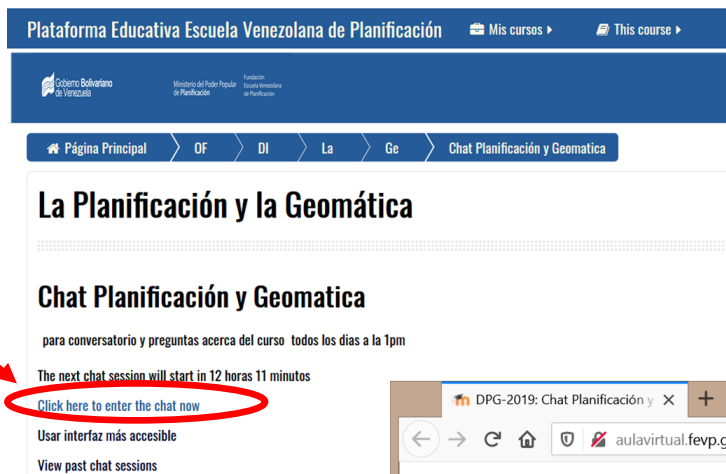 Plataforma Educativa Escuela Venezolana de Planificación Mis cursos This course
Gobierno Bolivariano
de Venezuela
Ministerio del Poder Popular
de Planificación
Fundación
Escuela Venezolana
de Planificación
Página Principal OF DI La Ge Chat Planificación y Geomatica
La Planificación y la Geomática
Chat Planificación y Geomatica
para conversatorio y preguntas acerca del curso todos los dias a la 1pm
The next chat session will start in 12 horas 11 minutos
Click here to enter the chat now
Usar interfaz más accesible
View past chat sessions
DPG-2019: Chat Planificación y
aulavirtual.fevp.g